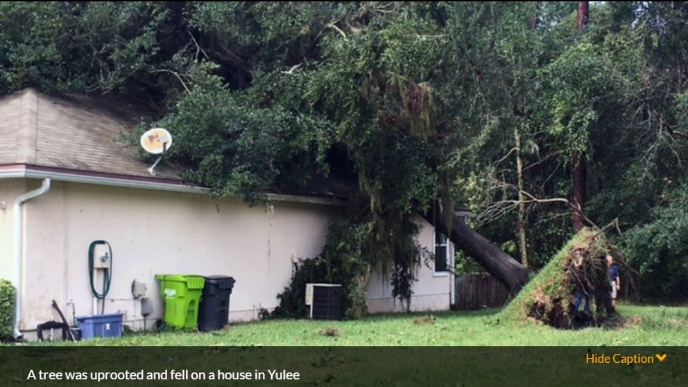 Hide Caption
A tree was uprooted and fell on a house in Yulee